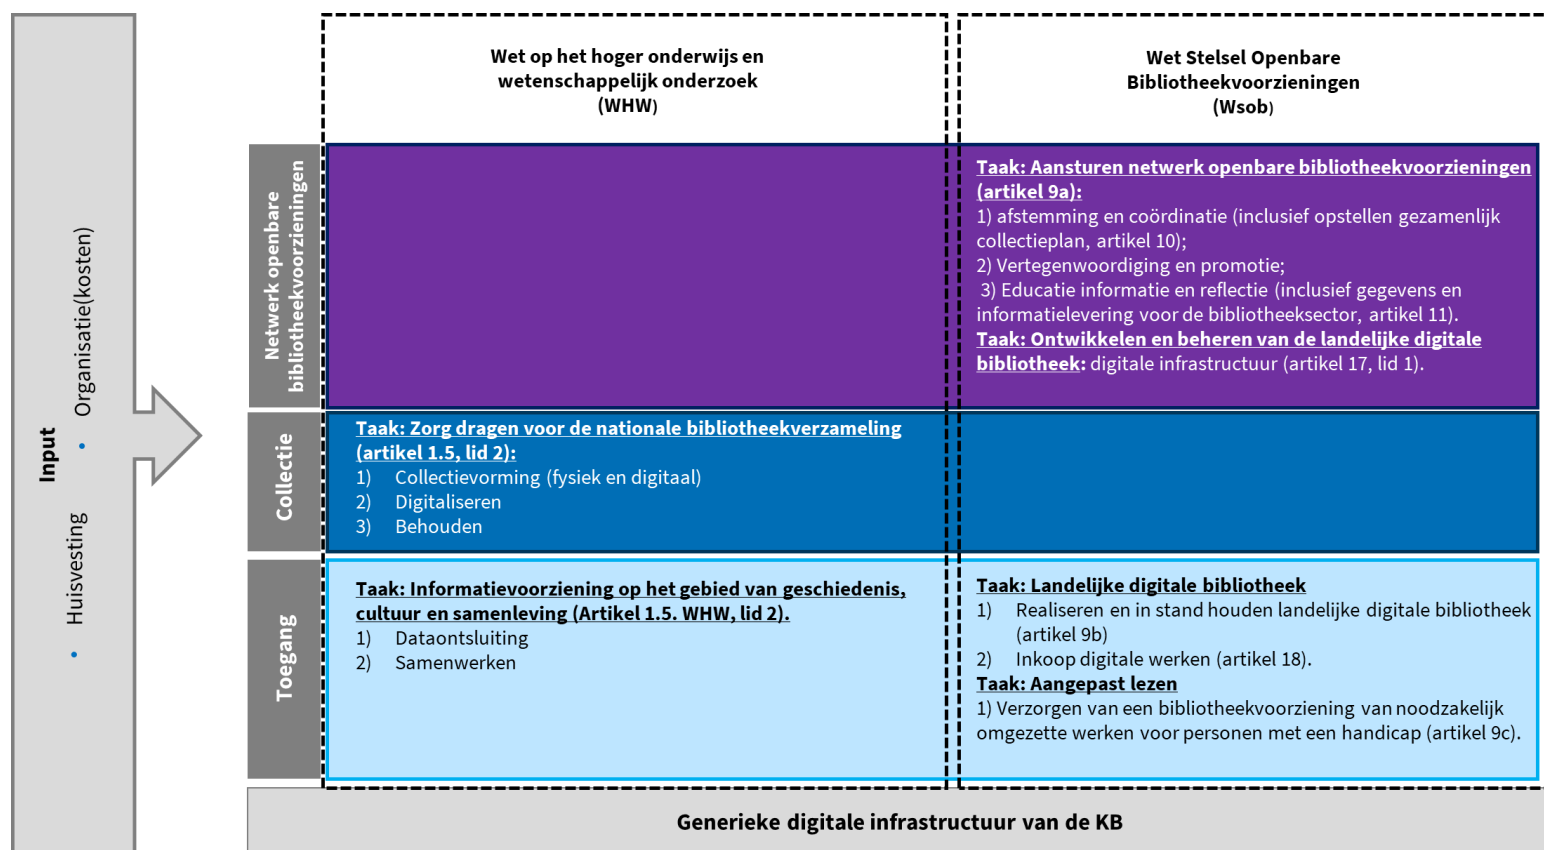 Input
• Organisatie(kosten)
• Huisvesting
Wet op het hoger onderwijs en
wetenschappelijk onderzoek
(WHW)
Wet Stelsel Openbare
Bibliotheekvoorzieningen
(Wsob)
Netwerk openbare
bibliotheekvoorzieningen
Taak: Aansturen netwerk openbare bibliotheekvoorzieningen
(artikel 9a):
1) afstemming en coördinatie (inclusief opstellen gezamenlijk
collectieplan, artikel 10);
2) Vertegenwoordiging en promotie;
3) Educatie informatie en reflectie (inclusief gegevens en
informatielevering voor de bibliotheeksector, artikel 11).
Taak: Ontwikkelen en beheren van de landelijke digitale
bibliotheek: digitale infrastructuur (artikel 17, lid 1).
Collectie
Taak: Zorg dragen voor de nationale bibliotheekverzameling
(artikel 1.5, lid 2):
1) Collectievorming (fysiek en digitaal)
2) Digitaliseren
3) Behouden
Toegang
Taak: Informatievoorziening op het gebied van geschiedenis,
cultuur en samenleving (Artikel 1.5. WHW, lid 2).
1) Dataontsluiting
2) Samenwerken
Taak: Landelijke digitale bibliotheek
1) Realiseren en in stand houden landelijke digitale bibliotheek
(artikel 9b)
2) Inkoop digitale werken (artikel 18).
Taak: Aangepast lezen
1) Verzorgen van een bibliotheekvoorziening van noodzakelijk
omgezette werken voor personen met een handicap (artikel 9c).
Generieke digitale infrastructuur van de KB